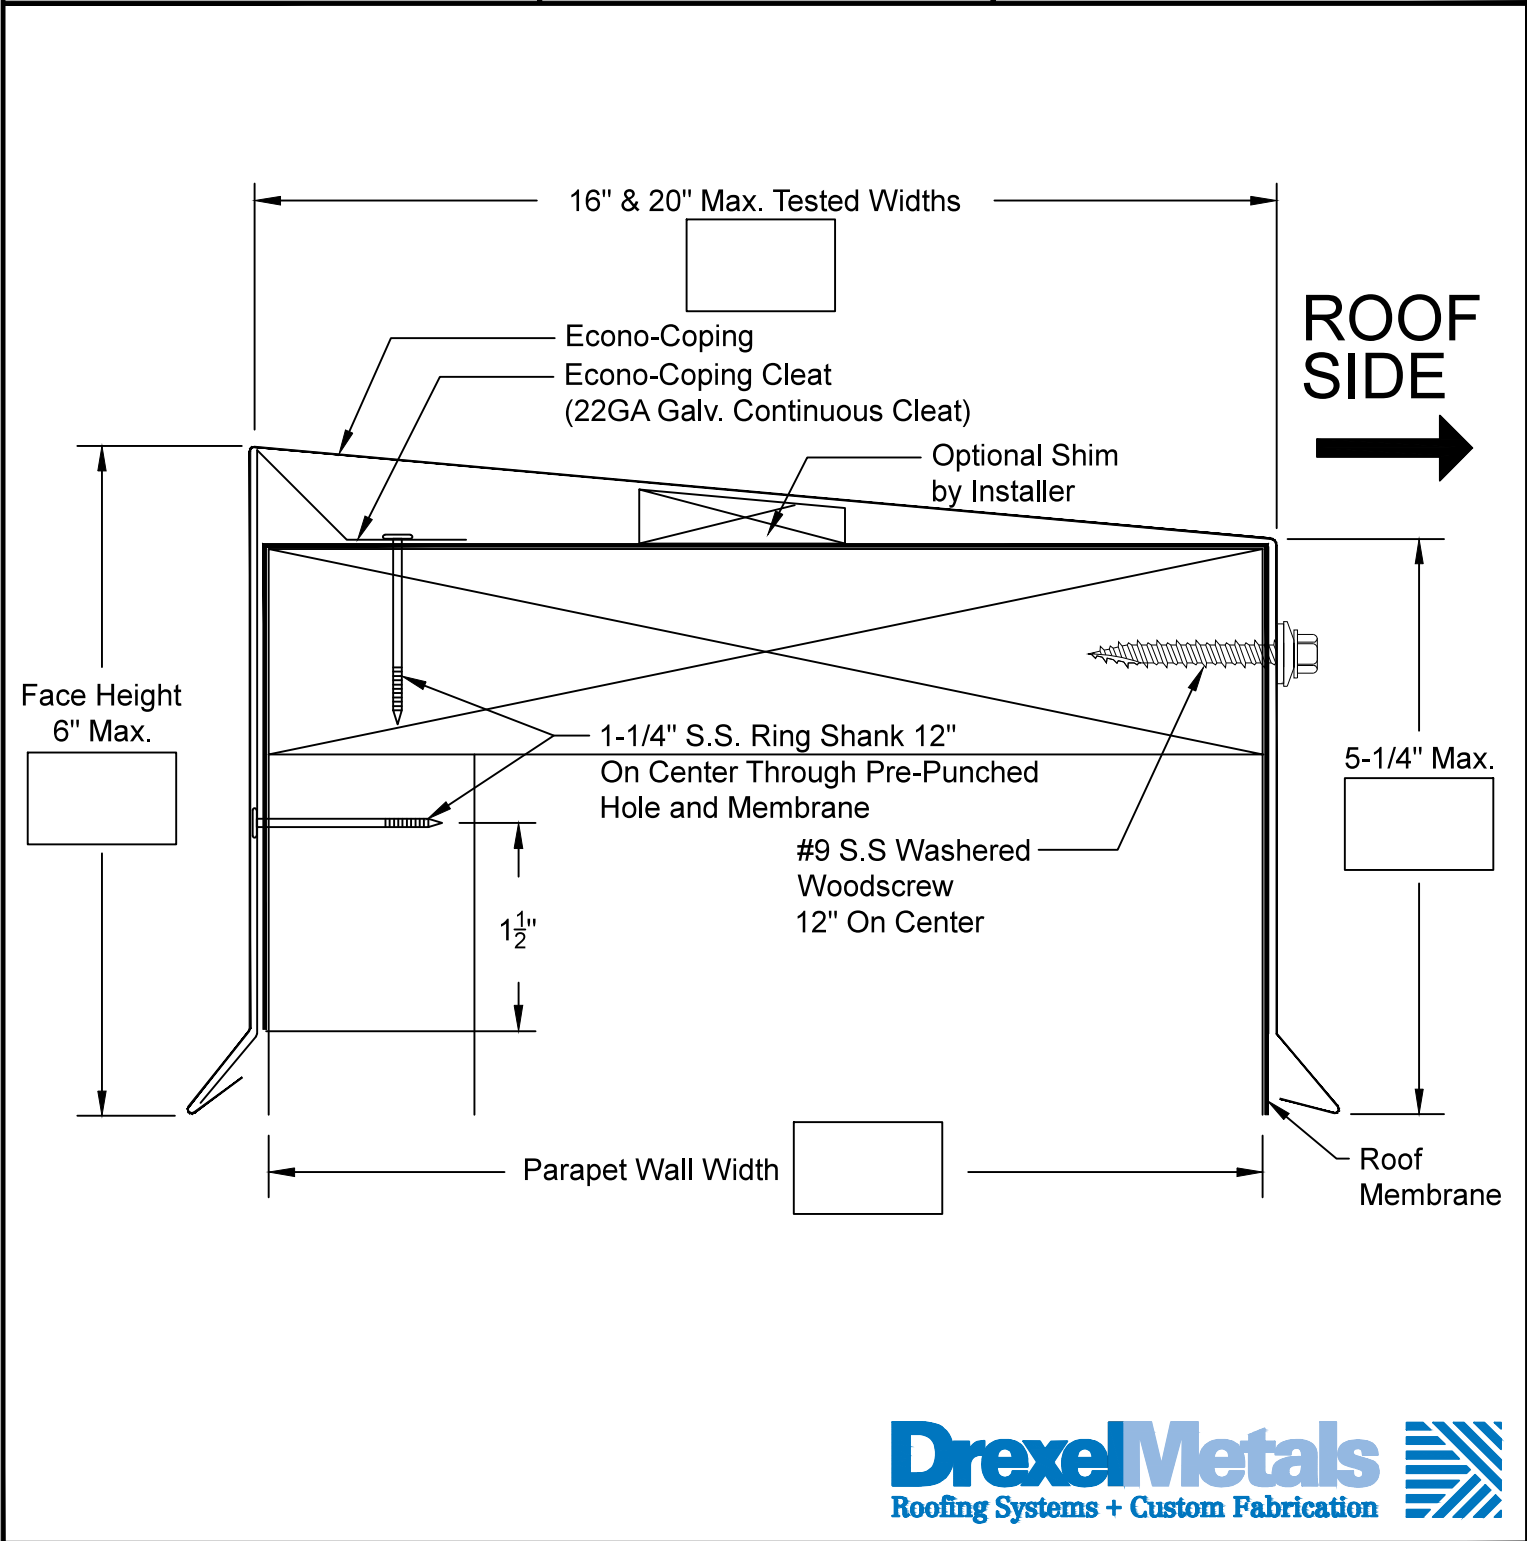 16" & 20" Max. Tested Widths
ROOF
SIDE
Econo-Coping
Econo-Coping Cleat
(22GA Galv. Continuous Cleat)
Optional Shim
by Installer
Face Height
6" Max.
1-1/4" S.S. Ring Shank 12"
On Center Through Pre-Punched
Hole and Membrane
5-1/4" Max.
#9 S.S Washered
Woodscrew
12" On Center
1½"
Parapet Wall Width
Roof
Membrane
DrexelMetals
Roofing Systems + Custom Fabrication